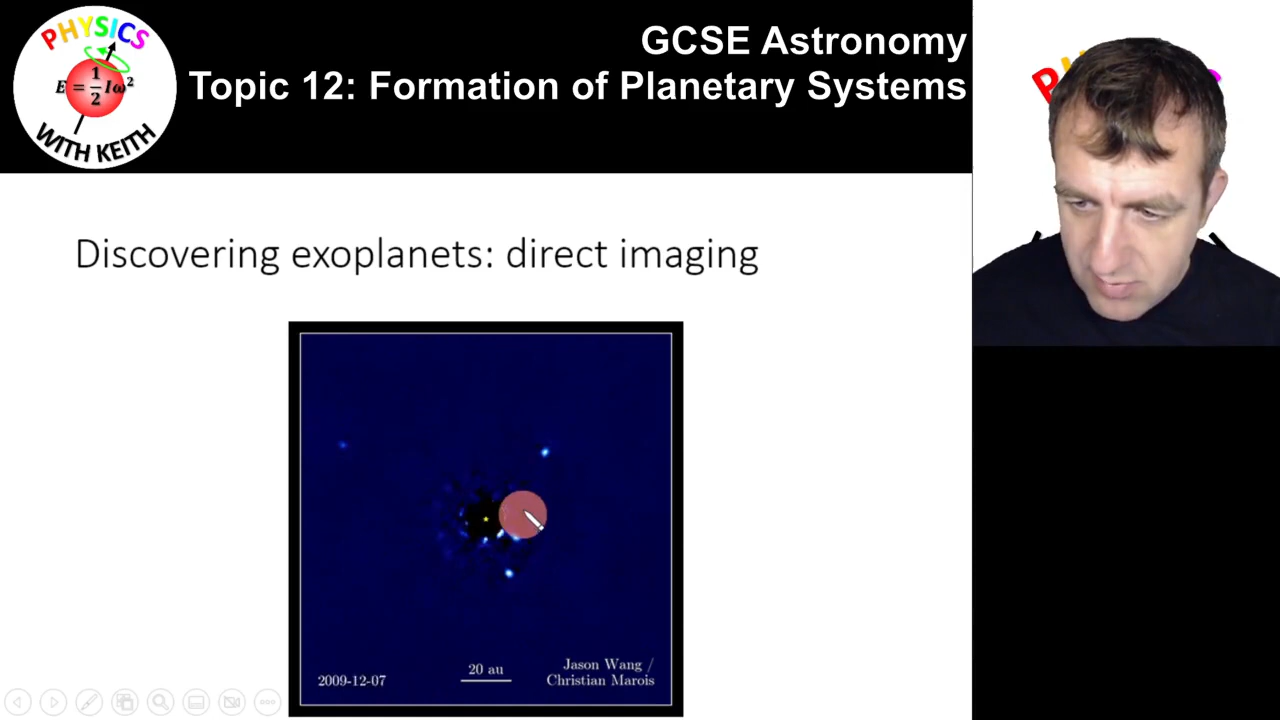 PHYSICS
E = 1/2 Iω²
WITH KEITH
GCSE Astronomy
Topic 12: Formation of Planetary Systems
P
Discovering exoplanets: direct imaging
2009-12-07
20 au
Jason Wang /
Christian Marois